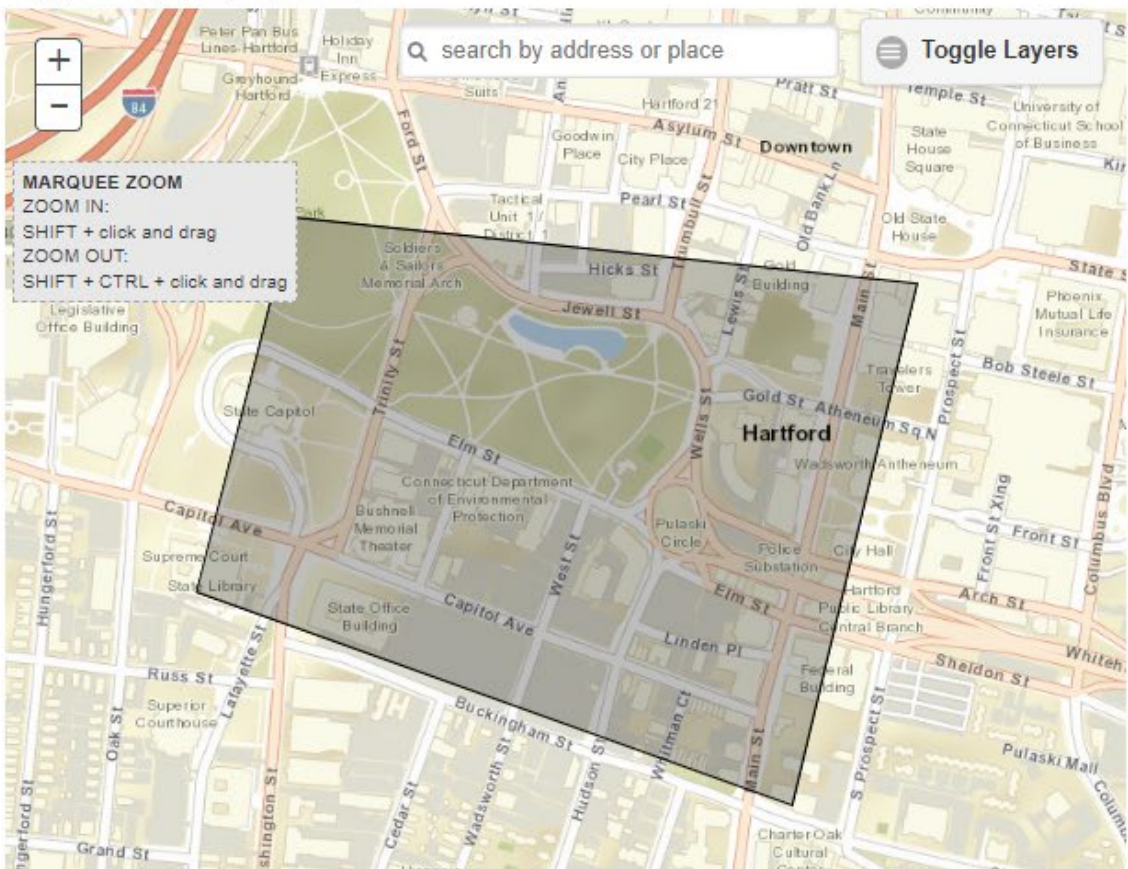 Peter Pan Bus
Lines-Hartford
Greyhound-
Hartford
Holiday
Inn
Express
+
−
84
search by address or place
Toggle Layers
Suits
Ford St
Hartford 21
Pratt St
Temple St
University of
Connecticut School
of Business
Goodwin
Place
City Place
Asylum St
Downtown
State
House
Square
MARQUEE ZOOM
ZOOM IN:
SHIFT + click and drag
ZOOM OUT:
SHIFT + CTRL + click and drag
Tactical
Unit 1 /
District 1
Pearl St
Trumbull St
Old Bank Ln
Old State
House
Soldiers
& Sailors
Memorial Arch
Hicks St
Gold
Building
Main St
State S
Legislative
Office Building
Jewell St
Lewis St
Phoenix
Mutual Life
Insurance
Prospect St
Bob Steele St
Travelers
Tower
Trinity St
State Capitol
Wells St
Gold St
Atheneum Sq N
Hartford
Elm St
Wadsworth Antheneum
Connecticut Department
of Environmental
Protection
Capitol Ave
Bushnell
Memorial
Theater
Pulaski
Circle
Police
Substation
City Hall
Front St Xing
Front St
Columbus Blvd
Hungerford St
Supreme Court
State Library
West St
Elm St
Hartford
Public Library -
Central Branch
Arch St
State Office
Building
Capitol Ave
Linden Pl
Federal
Building
Sheldon St
Whiteh
Russ St
Lafayette St
Superior
Courthouse
Oak St
Buckingham St
Whitman Ct
Main St
S Prospect St
Pulaski Mall
Columb
Cedar St
Wadsworth St
Hudson St
ngerford St
Grand St
shington St
Charter Oak
Cultural